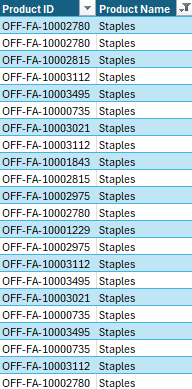 Product ID Product Name
OFF-FA-10002780 Staples
OFF-FA-10002780 Staples
OFF-FA-10002815 Staples
OFF-FA-10003112 Staples
OFF-FA-10003495 Staples
OFF-FA-10000735 Staples
OFF-FA-10003021 Staples
OFF-FA-10003112 Staples
OFF-FA-10001843 Staples
OFF-FA-10002815 Staples
OFF-FA-10002975 Staples
OFF-FA-10002780 Staples
OFF-FA-10001229 Staples
OFF-FA-10002975 Staples
OFF-FA-10003112 Staples
OFF-FA-10003495 Staples
OFF-FA-10003021 Staples
OFF-FA-10000735 Staples
OFF-FA-10003495 Staples
OFF-FA-10000735 Staples
OFF-FA-10003112 Staples
OFF-FA-10002780 Staples